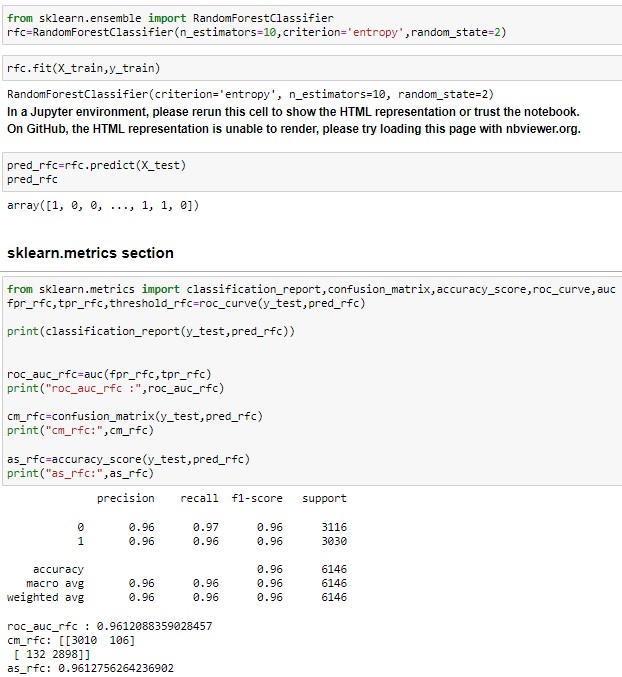 from sklearn.ensemble import RandomForestClassifier
rfc=RandomForestClassifier(n_estimators=10,criterion='entropy',random_state=2)
rfc.fit(X_train,y_train)
RandomForestClassifier(criterion='entropy', n_estimators=10, random_state=2)
In a Jupyter environment, please rerun this cell to show the HTML representation or trust the notebook.
On GitHub, the HTML representation is unable to render, please try loading this page with nbviewer.org.
pred_rfc=rfc.predict(X_test)
pred_rfc
array([1, 0, 0, ..., 1, 1, 0])
sklearn.metrics section
from sklearn.metrics import classification_report,confusion_matrix,accuracy_score,roc_curve,auc
fpr_rfc,tpr_rfc,threshold_rfc=roc_curve(y_test,pred_rfc)
print(classification_report(y_test,pred_rfc))
roc_auc_rfc=auc(fpr_rfc,tpr_rfc)
print("roc_auc_rfc :",roc_auc_rfc)
cm_rfc=confusion_matrix(y_test,pred_rfc)
print("cm_rfc:",cm_rfc)
as_rfc=accuracy_score(y_test,pred_rfc)
print("as_rfc:",as_rfc)
precision recall f1-score support
0 0.96 0.97 0.96 3116
1 0.96 0.96 0.96 3030
accuracy 0.96 6146
macro avg 0.96 0.96 0.96 6146
weighted avg 0.96 0.96 0.96 6146
roc_auc_rfc : 0.9612088359028457
cm_rfc: [[3010 106]
[ 132 2898]]
as_rfc: 0.9612756264236902